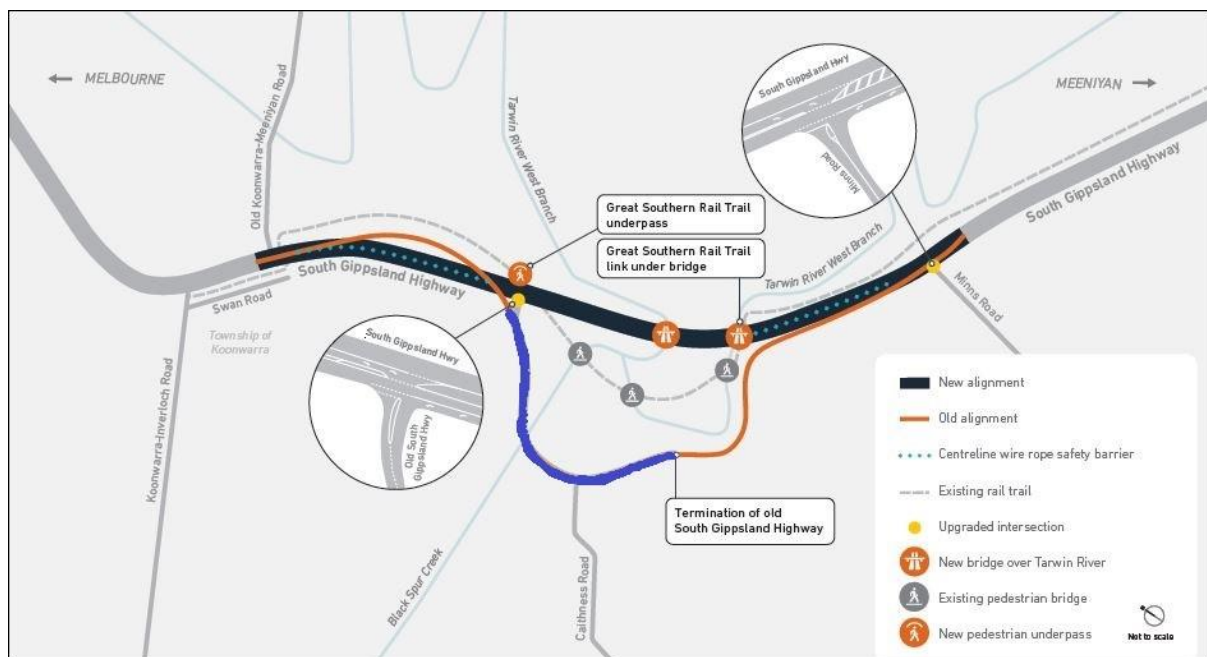 ← MELBOURNE
MEENIYAN →
Old Koonwarra-Meeniyan Road
Tarwin River West Branch
South Gippsland Hwy
Minns Road
South Gippsland Highway
Great Southern Rail Trail
underpass
Great Southern Rail Trail
link under bridge
Tarwin River West Branch
South Gippsland Highway
Swan Road
Minns Road
Township of
Koonwarra
South Gippsland Hwy
Old South
Gippsland Hwy
Koonwarra-Inverloch Road
Termination of old
South Gippsland Highway
Black Spur Creek
Caithness Road
New alignment
Old alignment
Centreline wire rope safety barrier
Existing rail trail
Upgraded intersection
New bridge over Tarwin River
Existing pedestrian bridge
New pedestrian underpass
Not to scale